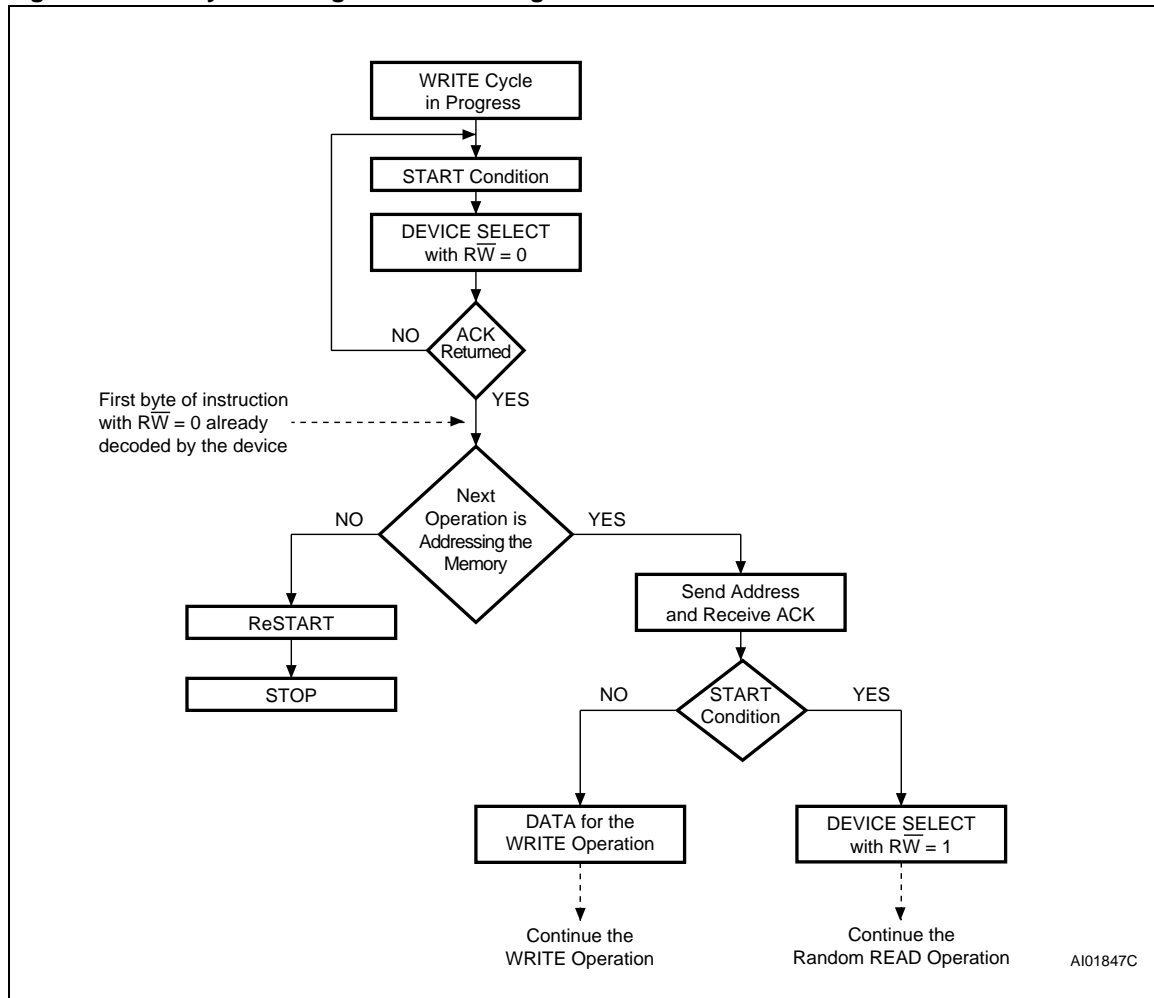 WRITE Cycle
in Progress
START Condition
DEVICE SELECT
with RW̅ = 0
NO
ACK
Returned
YES
First byte of instruction
with RW̅ = 0 already
decoded by the device
Next
Operation is
Addressing the
Memory
NO
YES
ReSTART
STOP
Send Address
and Receive ACK
START
Condition
NO
YES
DATA for the
WRITE Operation
DEVICE SELECT
with RW̅ = 1
Continue the
WRITE Operation
Continue the
Random READ Operation
AI01847C